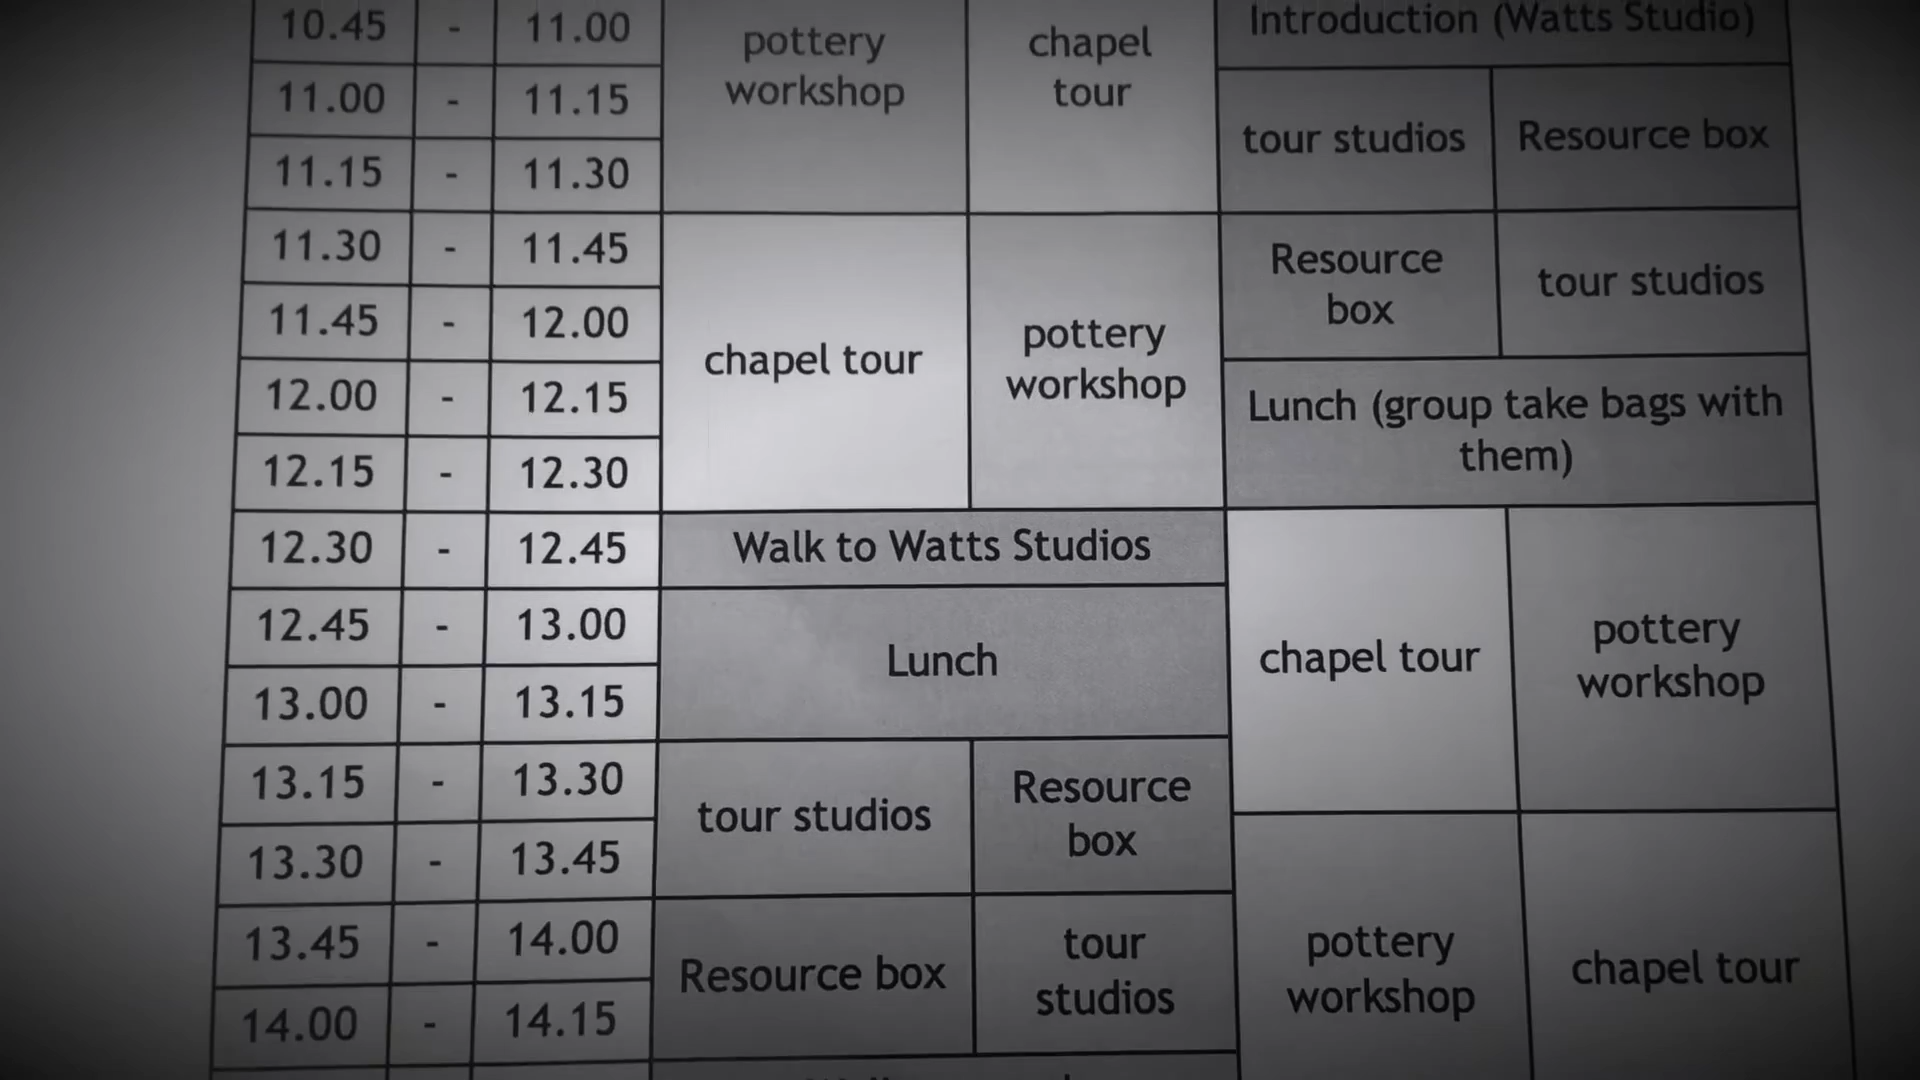 10.45 - 11.00
pottery
workshop
chapel
tour
Introduction (Watts Studio)
11.00 - 11.15
tour studios
Resource box
11.15 - 11.30
11.30 - 11.45
chapel tour
pottery
workshop
Resource
box
tour studios
11.45 - 12.00
12.00 - 12.15
Lunch (group take bags with
them)
12.15 - 12.30
12.30 - 12.45
Walk to Watts Studios
chapel tour
pottery
workshop
12.45 - 13.00
Lunch
13.00 - 13.15
13.15 - 13.30
tour studios
Resource
box
13.30 - 13.45
pottery
workshop
chapel tour
13.45 - 14.00
Resource box
tour
studios
14.00 - 14.15